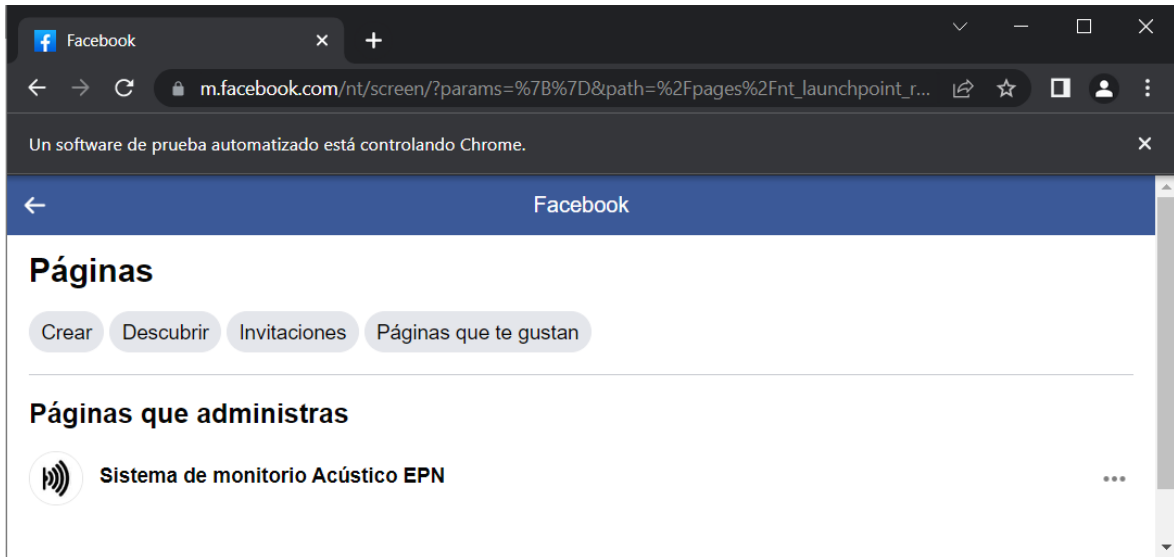 Facebook
m.facebook.com/nt/screen/?params=%7B%7D&path=%2Fpages%2Fnt_launchpoint_r...
Un software de prueba automatizado está controlando Chrome.
Facebook
Páginas
Crear Descubrir Invitaciones Páginas que te gustan
Páginas que administras
Sistema de monitorio Acústico EPN